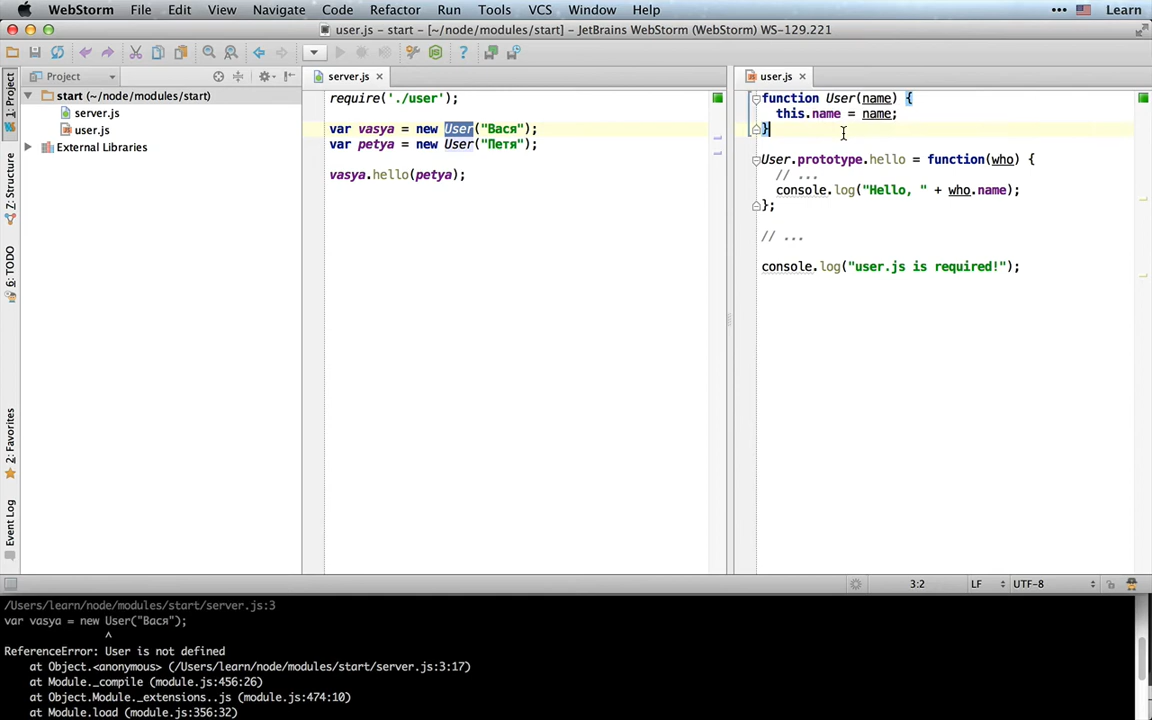 WebStorm File Edit View Navigate Code Refactor Run Tools VCS Window Help Learn
user.js – start – [~/node/modules/start] – JetBrains WebStorm (WebStorm) WS-129.221
1: Project
Project
server.js
user.js
start (~/node/modules/start)
server.js
user.js
External Libraries
Z: Structure
6: TODO
2: Favorites
Event Log
require('./user');
var vasya = new User("Вася");
var petya = new User("Петя");
vasya.hello(petya);
function User(name) {
this.name = name;
}
User.prototype.hello = function(who) {
// ...
console.log("Hello, " + who.name);
};
// ...
console.log("user.js is required!");
3:2 LF UTF-8
/Users/learn/node/modules/start/server.js:3
var vasya = new User("Вася");
^
ReferenceError: User is not defined
at Object.<anonymous> (/Users/learn/node/modules/start/server.js:3:17)
at Module._compile (module.js:456:26)
at Object.Module._extensions..js (module.js:474:10)
at Module.load (module.js:356:32)